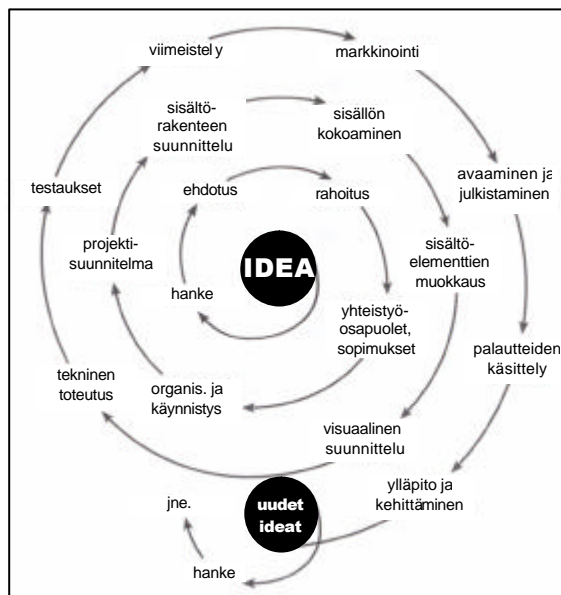 viimeistely
markkinointi
sisältö-
rakenteen
suunnittelu
sisällön
kokoaminen
testaukset
ehdotus
rahoitus
avaaminen ja
julkistaminen
projekti-
suunnitelma
IDEA
sisältö-
elementtien
muokkaus
hanke
yhteistyö-
osapuolet,
sopimukset
palautteiden
käsittely
tekninen
toteutus
organis. ja
käynnistys
visuaalinen
suunnittelu
ylläpito ja
kehittäminen
jne.
uudet
ideat
hanke